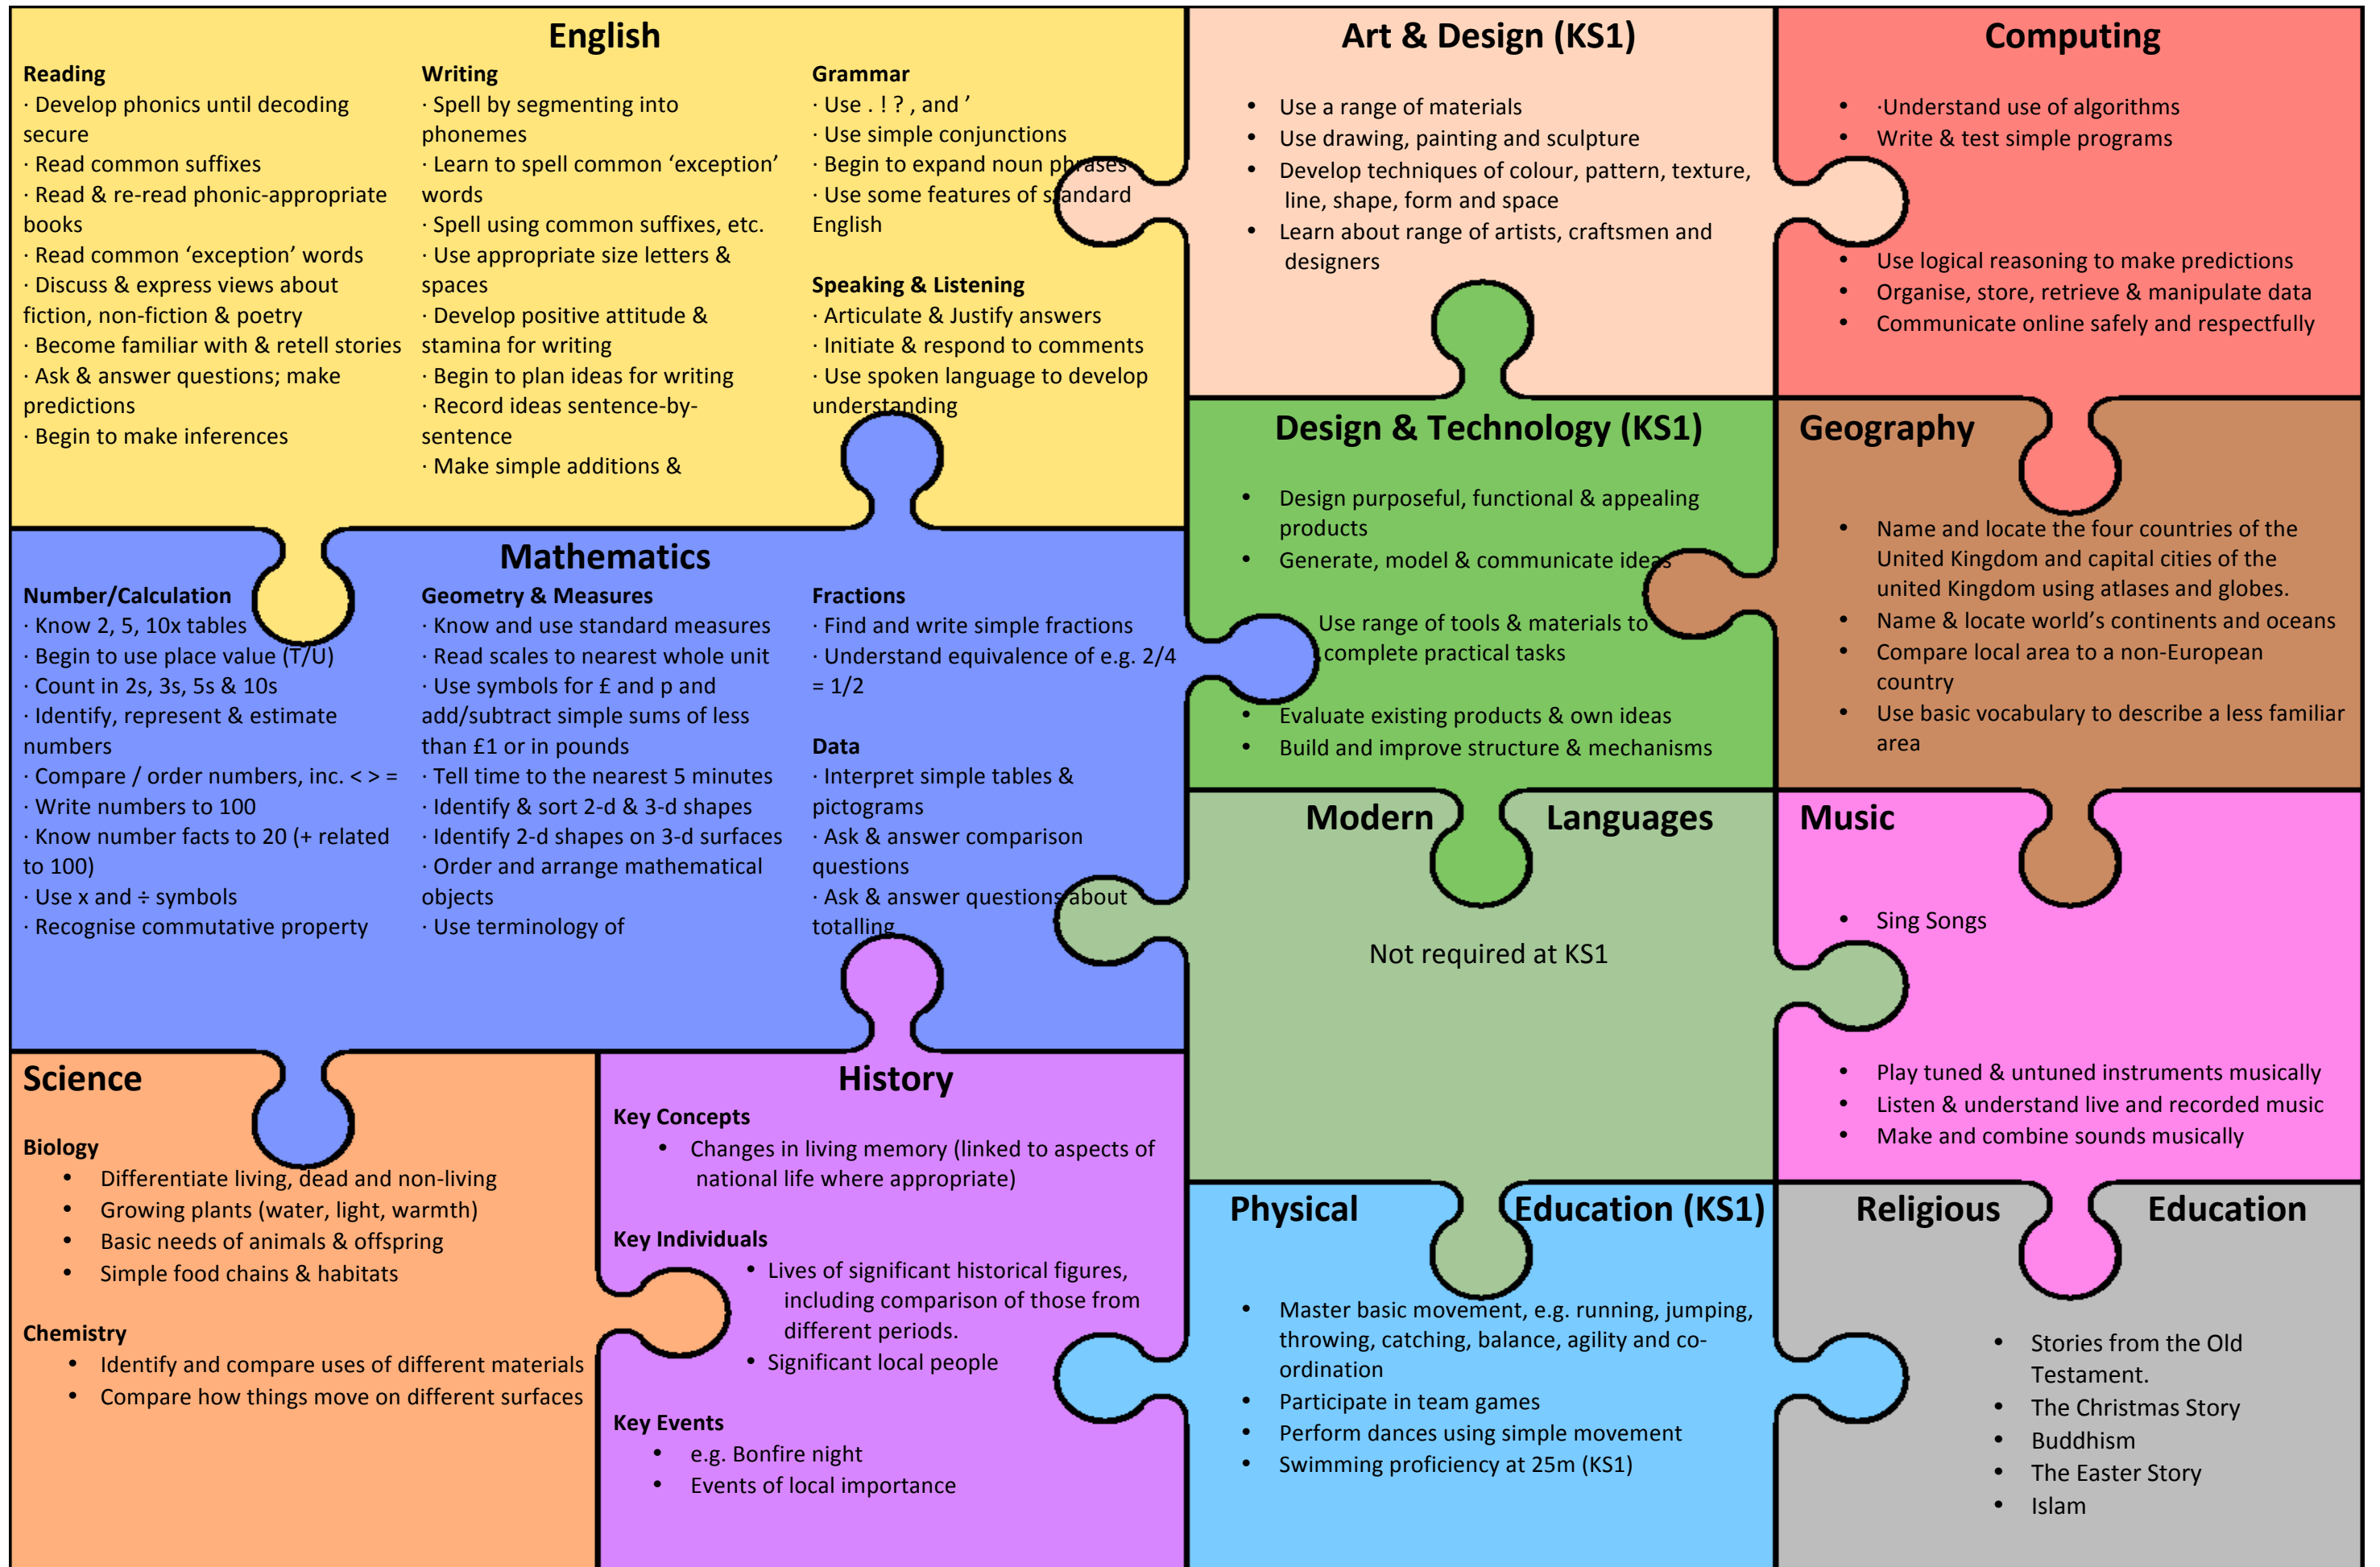 English
Reading
· Develop phonics until decoding
secure
· Read common suffixes
· Read & re-read phonic-appropriate
books
· Read common ‘exception’ words
· Discuss & express views about
fiction, non-fiction & poetry
· Become familiar with & retell stories
· Ask & answer questions; make
predictions
· Begin to make inferences
Writing
· Spell by segmenting into
phonemes
· Learn to spell common ‘exception’
words
· Spell using common suffixes, etc.
· Use appropriate size letters &
spaces
· Develop positive attitude &
stamina for writing
· Begin to plan ideas for writing
· Record ideas sentence-by-
sentence
· Make simple additions &
Grammar
· Use . ! ? , and ’
· Use simple conjunctions
· Begin to expand noun phrases
· Use some features of standard
English
Speaking & Listening
· Articulate & Justify answers
· Initiate & respond to comments
· Use spoken language to develop
understanding
Art & Design (KS1)
• Use a range of materials
• Use drawing, painting and sculpture
• Develop techniques of colour, pattern, texture,
line, shape, form and space
• Learn about range of artists, craftsmen and
designers
Computing
• ·Understand use of algorithms
• Write & test simple programs
• Use logical reasoning to make predictions
• Organise, store, retrieve & manipulate data
• Communicate online safely and respectfully
Mathematics
Number/Calculation
· Know 2, 5, 10x tables
· Begin to use place value (T/U)
· Count in 2s, 3s, 5s & 10s
· Identify, represent & estimate
numbers
· Compare / order numbers, inc. < > =
· Write numbers to 100
· Know number facts to 20 (+ related
to 100)
· Use x and ÷ symbols
· Recognise commutative property
Geometry & Measures
· Know and use standard measures
· Read scales to nearest whole unit
· Use symbols for £ and p and
add/subtract simple sums of less
than £1 or in pounds
· Tell time to the nearest 5 minutes
· Identify & sort 2-d & 3-d shapes
· Identify 2-d shapes on 3-d surfaces
· Order and arrange mathematical
objects
· Use terminology of
Fractions
· Find and write simple fractions
· Understand equivalence of e.g. 2/4
= 1/2
Data
· Interpret simple tables &
pictograms
· Ask & answer comparison
questions
· Ask & answer questions about
totalling
Design & Technology (KS1)
• Design purposeful, functional & appealing
products
• Generate, model & communicate ideas
Use range of tools & materials to
complete practical tasks
• Evaluate existing products & own ideas
• Build and improve structure & mechanisms
Geography
• Name and locate the four countries of the
United Kingdom and capital cities of the
united Kingdom using atlases and globes.
• Name & locate world’s continents and oceans
• Compare local area to a non-European
country
• Use basic vocabulary to describe a less familiar
area
Modern Languages
Not required at KS1
Music
• Sing Songs
• Play tuned & untuned instruments musically
• Listen & understand live and recorded music
• Make and combine sounds musically
Science
Biology
• Differentiate living, dead and non-living
• Growing plants (water, light, warmth)
• Basic needs of animals & offspring
• Simple food chains & habitats
Chemistry
• Identify and compare uses of different materials
• Compare how things move on different surfaces
History
Key Concepts
• Changes in living memory (linked to aspects of
national life where appropriate)
Key Individuals
• Lives of significant historical figures,
including comparison of those from
different periods.
• Significant local people
Key Events
• e.g. Bonfire night
• Events of local importance
Physical Education (KS1)
• Master basic movement, e.g. running, jumping,
throwing, catching, balance, agility and co-
ordination
• Participate in team games
• Perform dances using simple movement
• Swimming proficiency at 25m (KS1)
Religious Education
• Stories from the Old
Testament.
• The Christmas Story
• Buddhism
• The Easter Story
• Islam